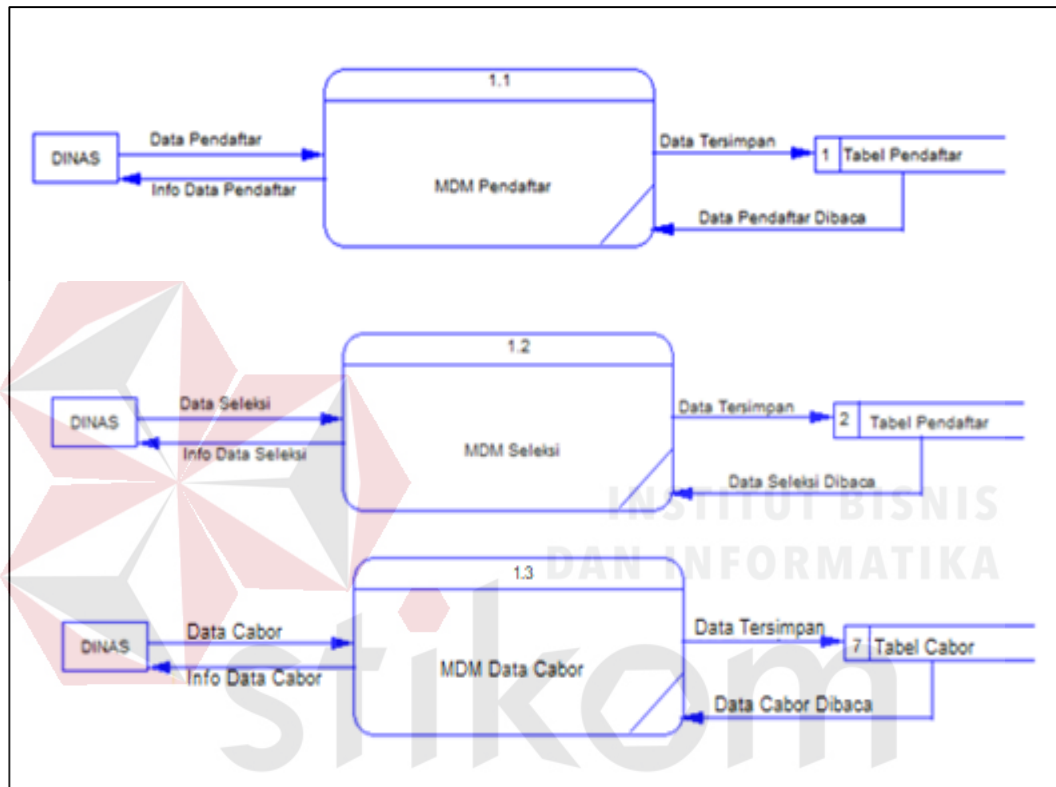 1.1
DINAS
Data Pendaftar
Info Data Pendaftar
MDM Pendaftar
Data Tersimpan
1 Tabel Pendaftar
Data Pendaftar Dibaca
1.2
DINAS
Data Seleksi
Info Data Seleksi
MDM Seleksi
Data Tersimpan
2 Tabel Pendaftar
Data Seleksi Dibaca
INSTITUT BISNIS
DAN INFORMATIKA
1.3
DINAS
Data Cabor
Info Data Cabor
MDM Data Cabor
Data Tersimpan
7 Tabel Cabor
Data Cabor Dibaca
stikom